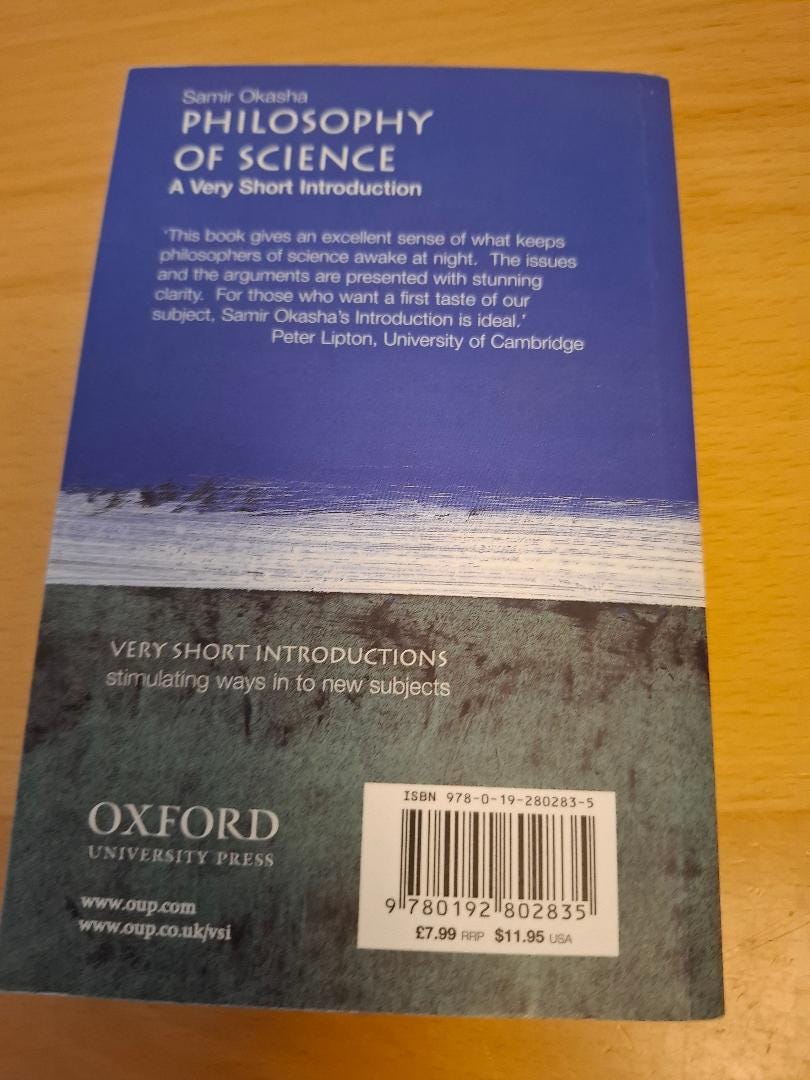 Samir Okasha
PHILOSOPHY
OF SCIENCE
A Very Short Introduction
'This book gives an excellent sense of what keeps
philosophers of science awake at night. The issues
and the arguments are presented with stunning
clarity. For those who want a first taste of our
subject, Samir Okasha's Introduction is ideal.'
Peter Lipton, University of Cambridge
VERY SHORT INTRODUCTIONS
stimulating ways in to new subjects
OXFORD
UNIVERSITY PRESS
www.oup.com
www.oup.co.uk/vsi
ISBN 978-0-19-280283-5
9 780192 802835
£7.99 RRP $11.95 USA